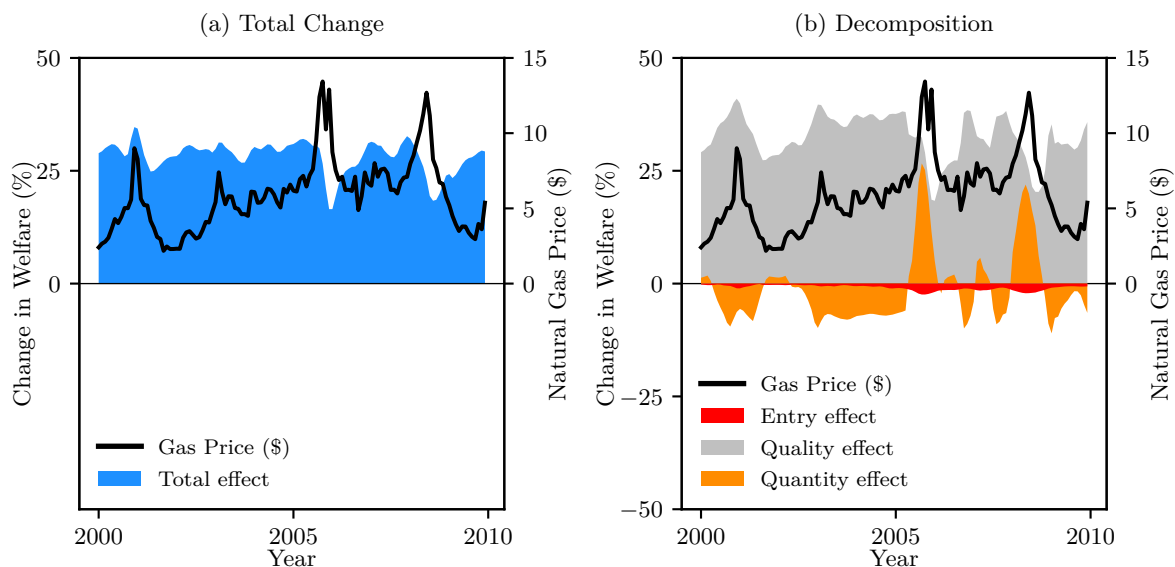 (a) Total Change
50
25
0
Change in Welfare (%)
15
10
5
0
Natural Gas Price ($)
Gas Price ($)
Total effect
2000
2005
2010
Year
(b) Decomposition
50
25
0
−25
−50
Change in Welfare (%)
15
10
5
0
Natural Gas Price ($)
Gas Price ($)
Entry effect
Quality effect
Quantity effect
2000
2005
2010
Year